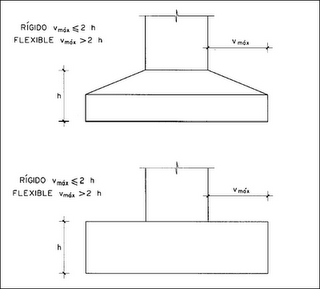 RÍGIDO vmáx ⩽ 2 h
FLEXIBLE vmáx > 2 h
vmáx
h
RÍGIDO vmáx ⩽ 2 h
FLEXIBLE vmáx > 2 h
vmáx
h